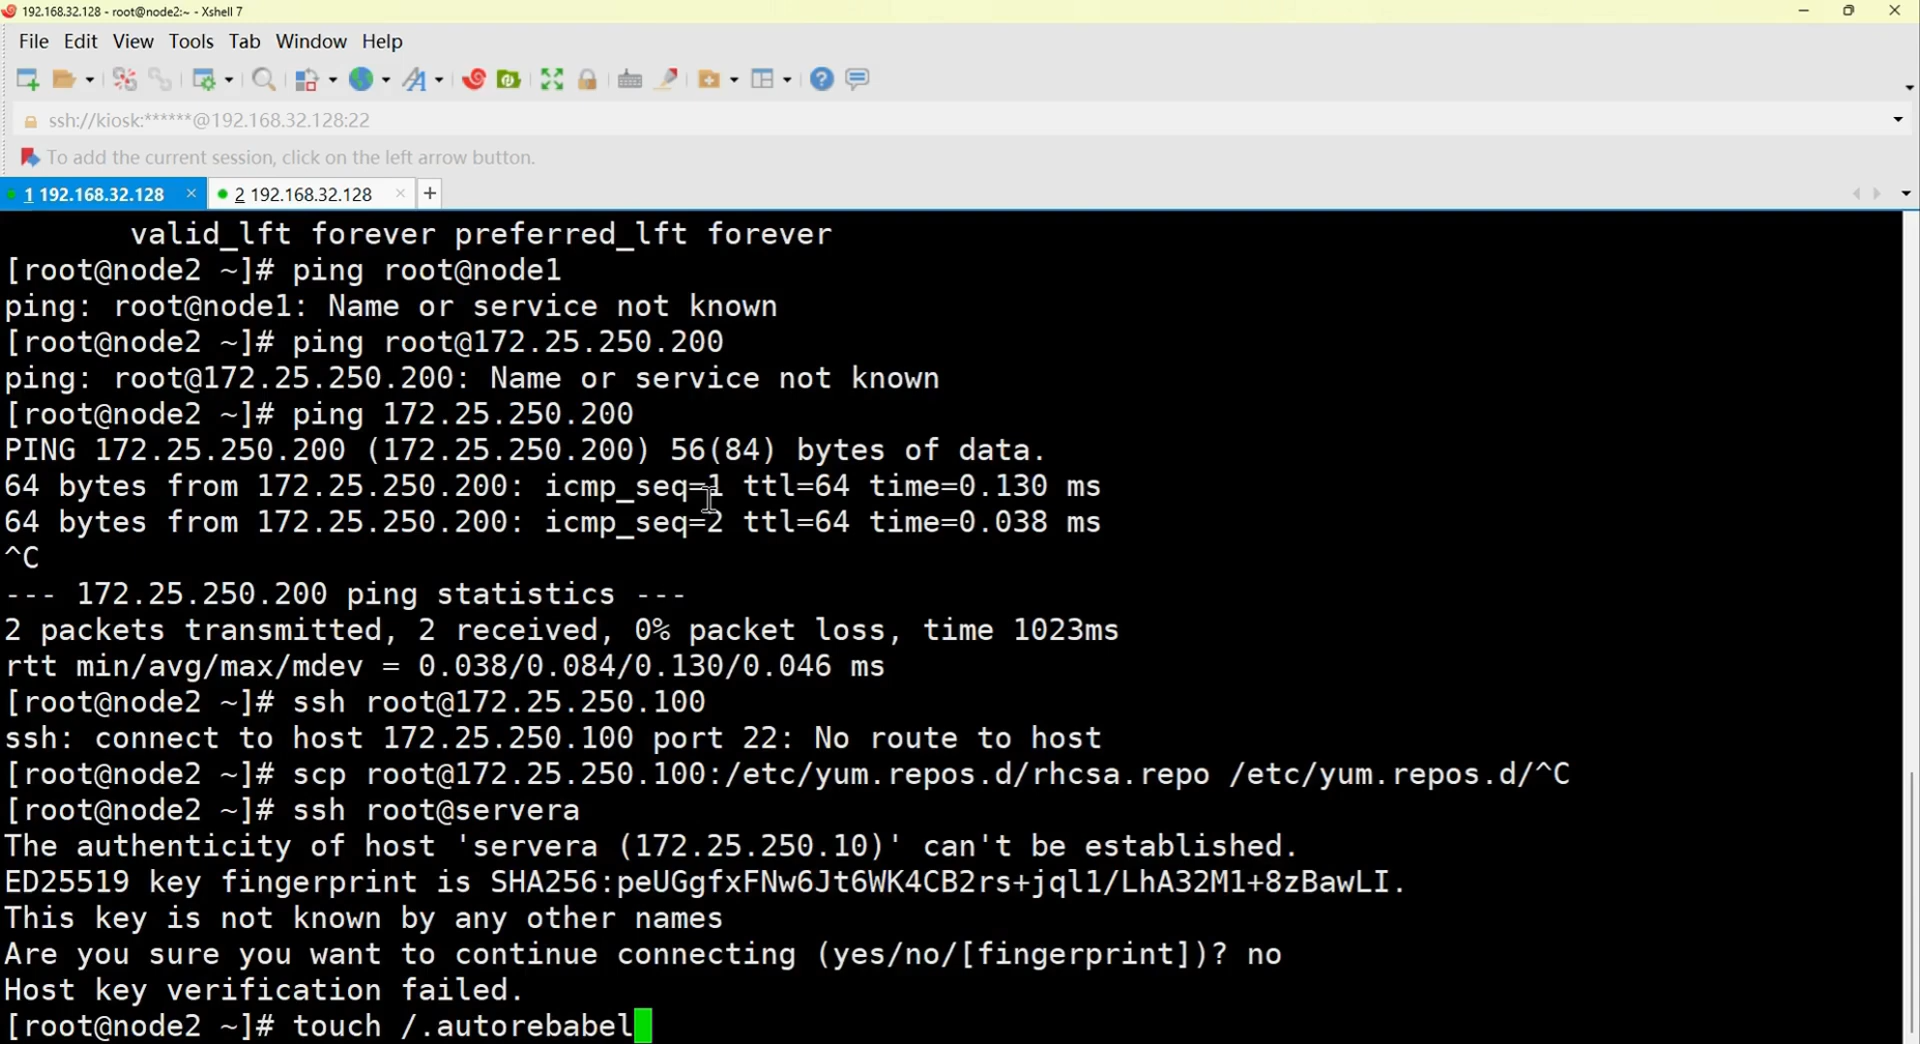 192.168.32.128 - root@node2:~ - Xshell 7
File Edit View Tools Tab Window Help
ssh://kiosk:******@192.168.32.128:22
To add the current session, click on the left arrow button.
1 192.168.32.128 × 2 192.168.32.128 × +
valid_lft forever preferred_lft forever
[root@node2 ~]# ping root@node1
ping: root@node1: Name or service not known
[root@node2 ~]# ping root@172.25.250.200
ping: root@172.25.250.200: Name or service not known
[root@node2 ~]# ping 172.25.250.200
PING 172.25.250.200 (172.25.250.200) 56(84) bytes of data.
64 bytes from 172.25.250.200: icmp_seq=1 ttl=64 time=0.130 ms
64 bytes from 172.25.250.200: icmp_seq=2 ttl=64 time=0.038 ms
^C
--- 172.25.250.200 ping statistics ---
2 packets transmitted, 2 received, 0% packet loss, time 1023ms
rtt min/avg/max/mdev = 0.038/0.084/0.130/0.046 ms
[root@node2 ~]# ssh root@172.25.250.100
ssh: connect to host 172.25.250.100 port 22: No route to host
[root@node2 ~]# scp root@172.25.250.100:/etc/yum.repos.d/rhcsa.repo /etc/yum.repos.d/^C
[root@node2 ~]# ssh root@servera
The authenticity of host 'servera (172.25.250.10)' can't be established.
ED25519 key fingerprint is SHA256:peUGgfxFNw6Jt6WK4CB2rs+jql1/LhA32M1+8zBawLI.
This key is not known by any other names
Are you sure you want to continue connecting (yes/no/[fingerprint])? no
Host key verification failed.
[root@node2 ~]# touch /.autorebabel